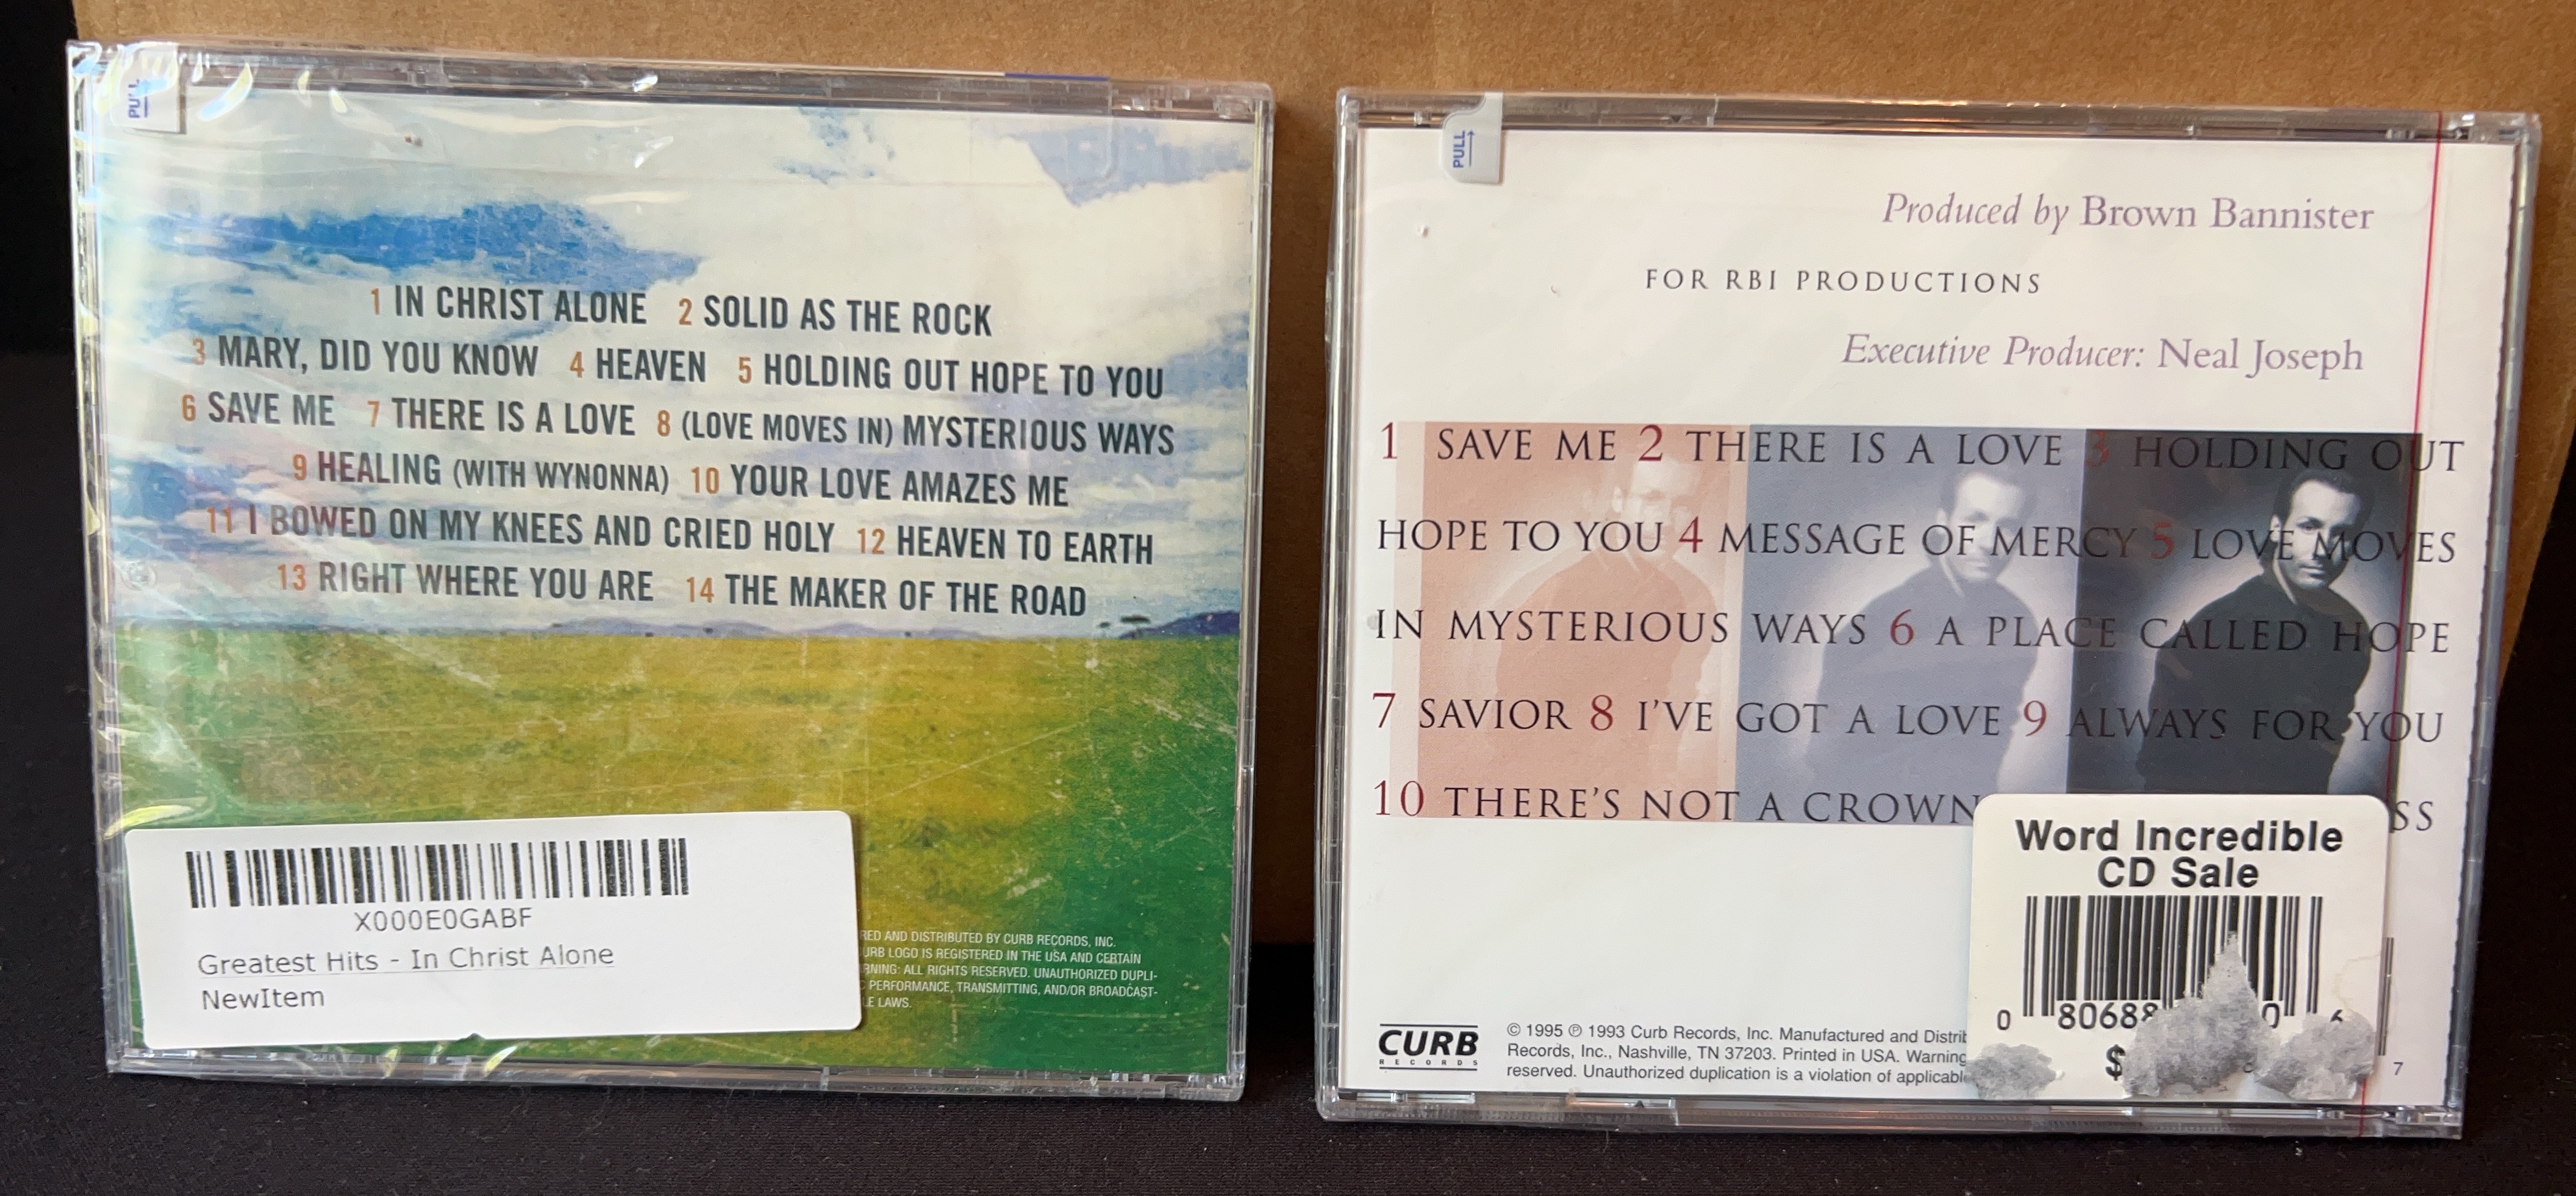 PULL
1 IN CHRIST ALONE 2 SOLID AS THE ROCK
3 MARY, DID YOU KNOW 4 HEAVEN 5 HOLDING OUT HOPE TO YOU
6 SAVE ME 7 THERE IS A LOVE 8 (LOVE MOVES IN) MYSTERIOUS WAYS
9 HEALING (WITH WYNONNA) 10 YOUR LOVE AMAZES ME
11 I BOWED ON MY KNEES AND CRIED HOLY 12 HEAVEN TO EARTH
13 RIGHT WHERE YOU ARE 14 THE MAKER OF THE ROAD
X000E0GABF
Greatest Hits - In Christ Alone
NewItem
AND DISTRIBUTED BY CURB RECORDS, INC.
LOGO IS REGISTERED IN THE USA AND CERTAIN
ALL RIGHTS RESERVED. UNAUTHORIZED DUPLI-
PERFORMANCE, TRANSMITTING, AND/OR BROADCAST-
LAWS.
PULL
Produced by Brown Bannister
FOR RBI PRODUCTIONS
Executive Producer: Neal Joseph
1 SAVE ME 2 THERE IS A LOVE 3 HOLDING OUT
HOPE TO YOU 4 MESSAGE OF MERCY 5 LOVE MOVES
IN MYSTERIOUS WAYS 6 A PLACE CALLED HOPE
7 SAVIOR 8 I'VE GOT A LOVE 9 ALWAYS FOR YOU
10 THERE'S NOT A CROWN SS
Word Incredible
CD Sale
0 80688 0 6
$
7
CURB
RECORDS
© 1995 ℗ 1993 Curb Records, Inc. Manufactured and
Records, Inc., Nashville, TN 37203. Printed in USA. Warning
reserved. Unauthorized duplication is a violation of